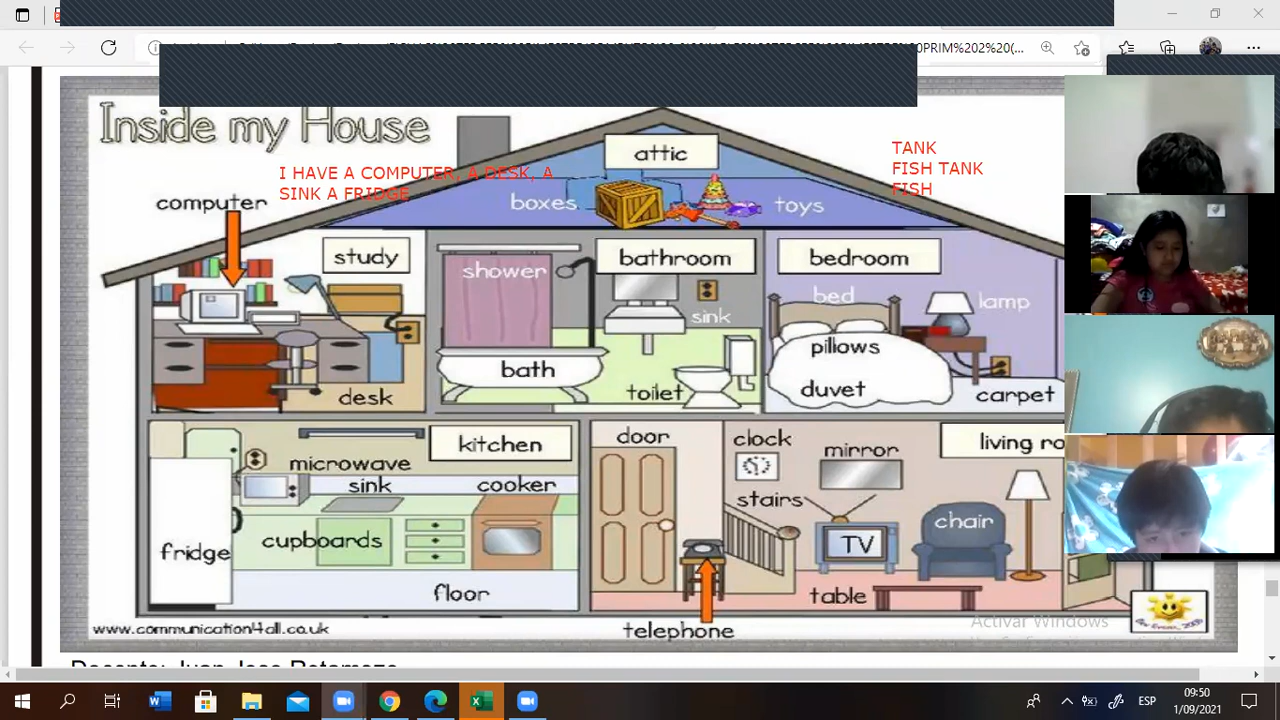 PRIM%202%20(...
Inside my House
attic
TANK
FISH TANK
FISH
I HAVE A COMPUTER, A DESK, A
SINK A FRIDGE
computer
boxes
toys
study
shower
bathroom
bedroom
bed
lamp
sink
pillows
bath
duvet
toilet
desk
carpet
kitchen
door
clock
living ro
mirror
microwave
sink
cooker
stairs
chair
cupboards
TV
fridge
floor
table
telephone
www.communication4all.co.uk
Activar Windows
ESP
09:50
1/09/2021